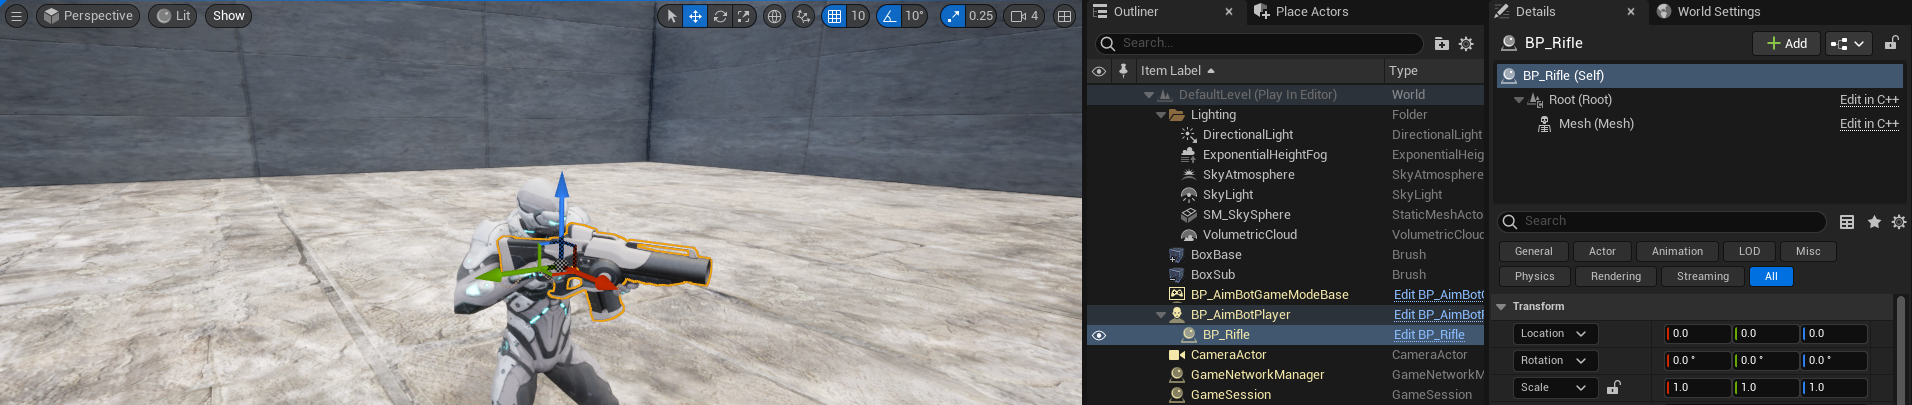 Perspective Lit Show 10 10° 0.25 4
Outliner Place Actors
Search...
Item Label Type
DefaultLevel (Play In Editor) World
Lighting Folder
DirectionalLight DirectionalLight
ExponentialHeightFog ExponentialHeig
SkyAtmosphere SkyAtmosphere
SkyLight SkyLight
SM_SkySphere StaticMeshActo
VolumetricCloud VolumetricCloud
BoxBase Brush
BoxSub Brush
BP_AimBotGameModeBase Edit BP_AimBot
BP_AimBotPlayer Edit BP_AimBot
BP_Rifle Edit BP_Rifle
CameraActor CameraActor
GameNetworkManager GameNetworkM
GameSession GameSession
Details World Settings
BP_Rifle Add
BP_Rifle (Self)
Root (Root) Edit in C++
Mesh (Mesh) Edit in C++
Search
General Actor Animation LOD Misc
Physics Rendering Streaming All
Transform
Location 0.0 0.0 0.0
Rotation 0.0 ° 0.0 ° 0.0 °
Scale 1.0 1.0 1.0